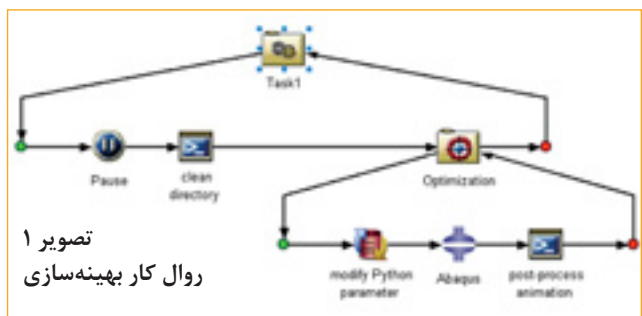 Task1
Pause
clean
directory
Optimization
modify Python
parameter
Abaqus
post-process
animation
تصویر ۱
روال کار بهینه‌سازی